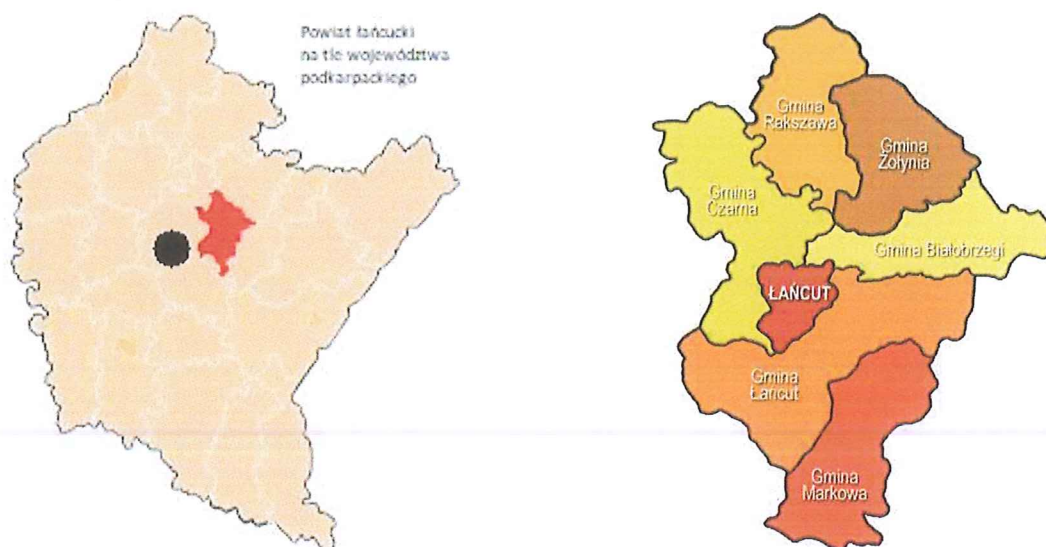 Powiat łańcucki
na tle województwa
podkarpackiego
Gmina
Rakszawa
Gmina
Żołynia
Gmina
Czarna
Gmina Białobrzegi
ŁAŃCUT
Gmina
Łańcut
Gmina
Markowa